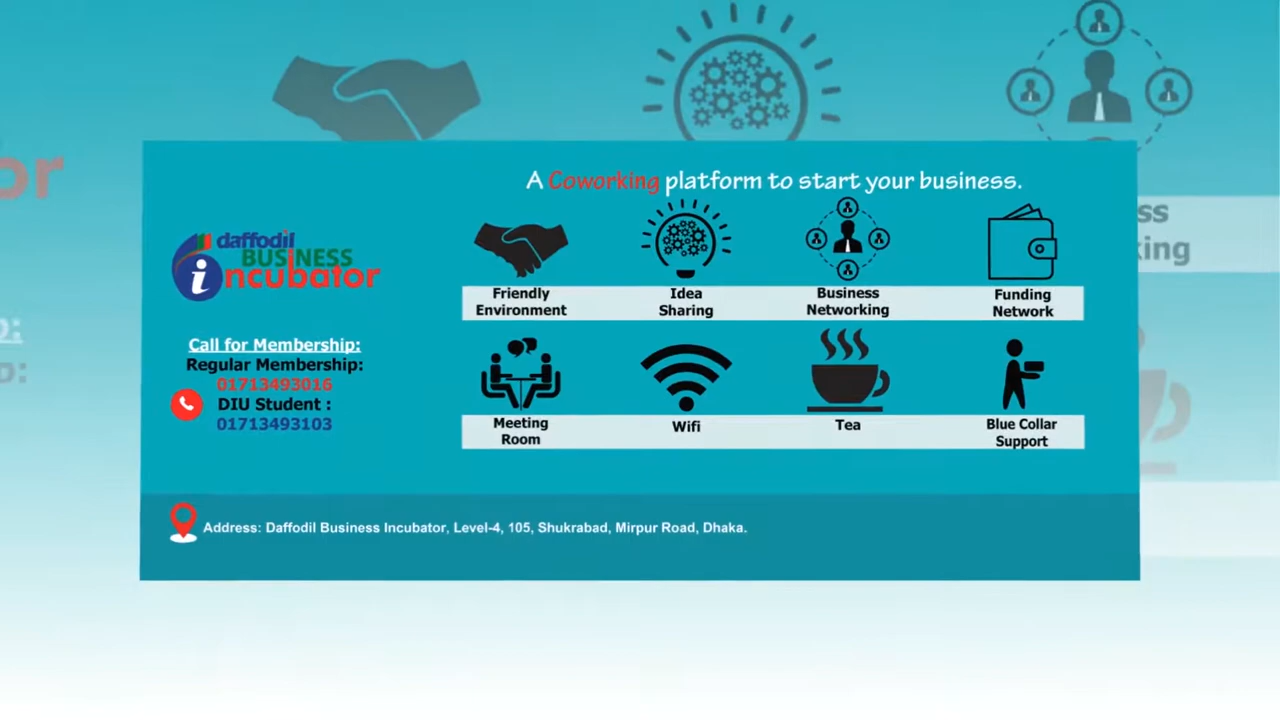 A Coworking platform to start your business.
daffodil
BUSINESS
incubator
Friendly
Environment
Idea
Sharing
Business
Networking
Funding
Network
Call for Membership:
Regular Membership:
01713493016
DIU Student :
01713493103
Meeting
Room
Wifi
Tea
Blue Collar
Support
Address: Daffodil Business Incubator, Level-4, 105, Shukrabad, Mirpur Road, Dhaka.